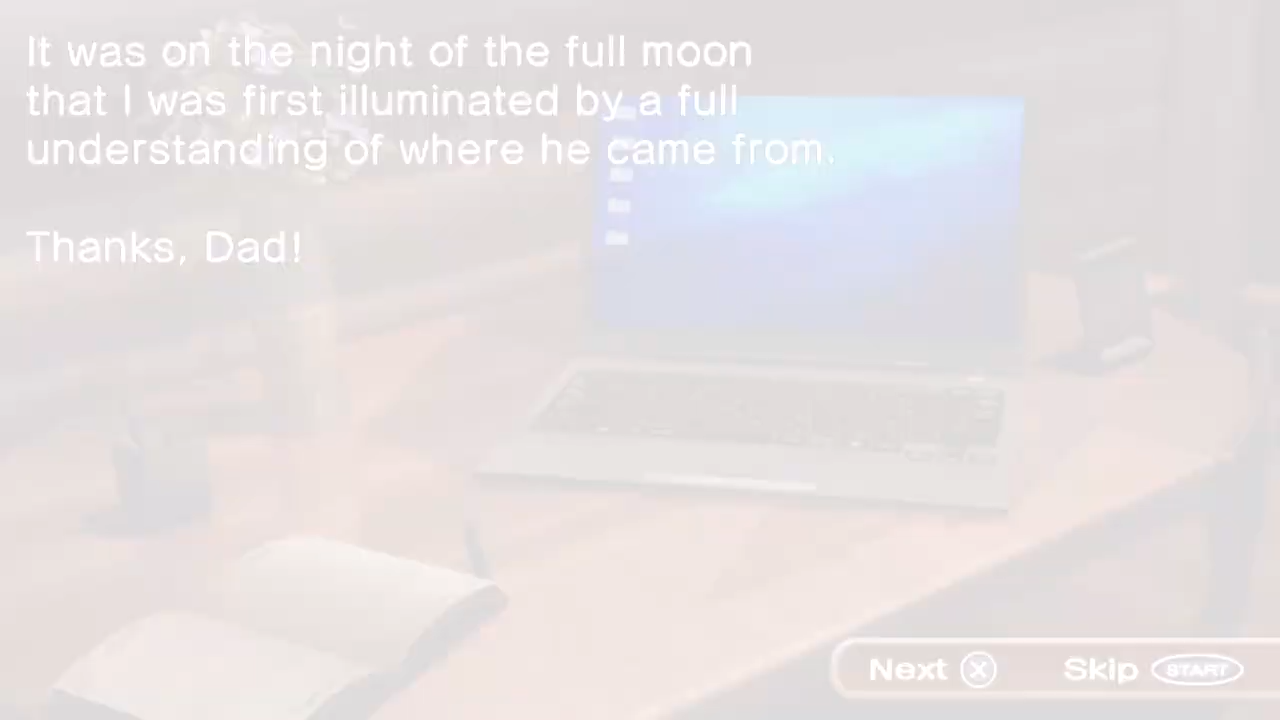 It was on the night of the full moon
that I was first illuminated by a full
understanding of where he came from.
Thanks, Dad!
Next Ⓧ Skip START